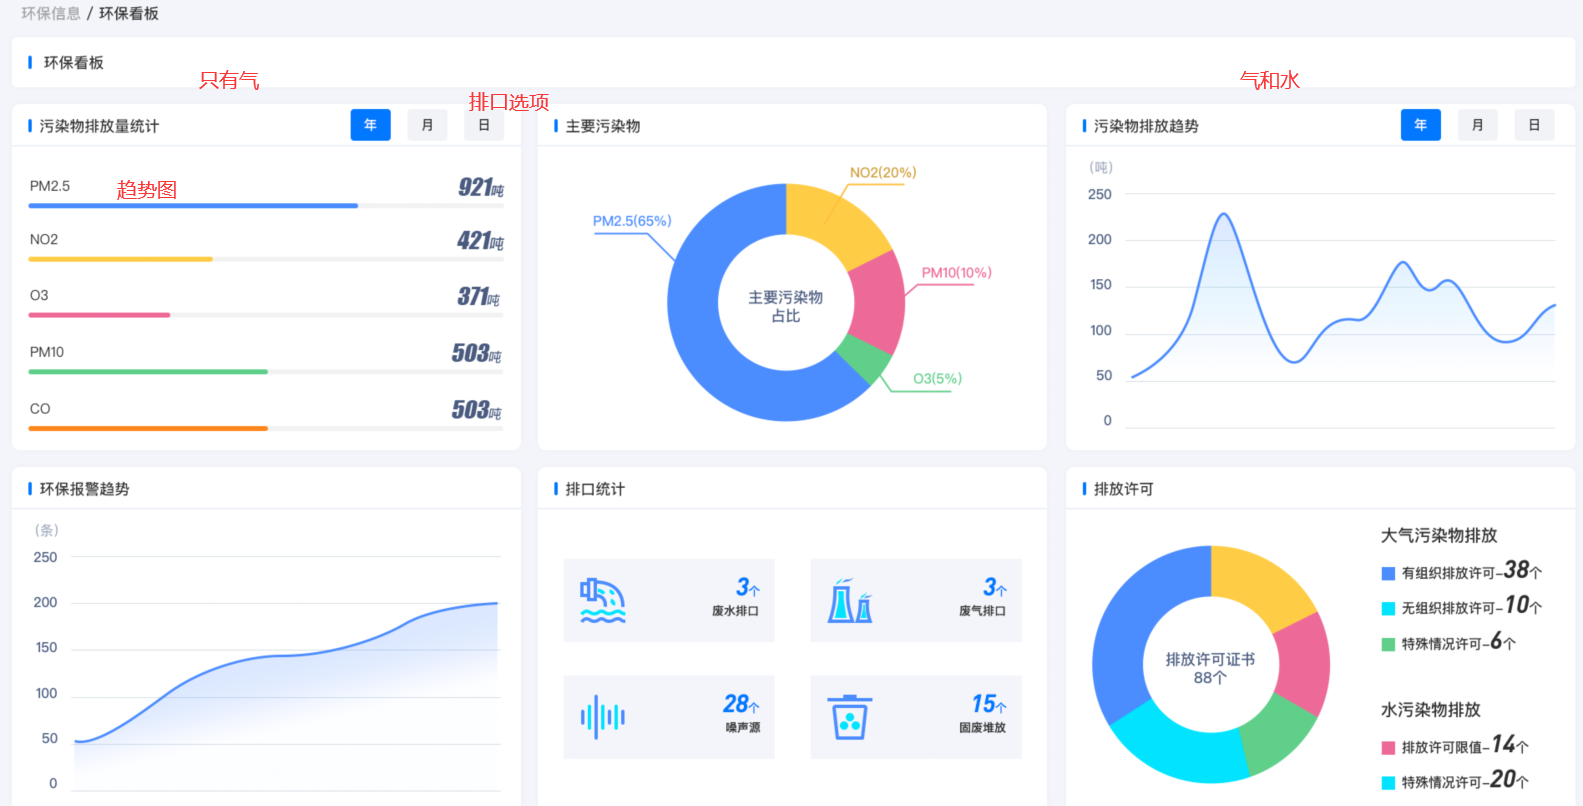 环保信息 / 环保看板
环保看板
只有气
气和水
排口选项
污染物排放量统计
年
月
日
PM2.5
趋势图
921吨
NO2
421吨
O3
371吨
PM10
503吨
CO
503吨
主要污染物
NO2(20%)
PM2.5(65%)
PM10(10%)
O3(5%)
主要污染物
占比
污染物排放趋势
年
月
日
(吨)
250
200
150
100
50
0
环保报警趋势
(条)
250
200
150
100
50
0
排口统计
3个
废水排口
3个
废气排口
28个
噪声源
15个
固废堆放
排放许可
排放许可证书
88个
大气污染物排放
有组织排放许可-38个
无组织排放许可-10个
特殊情况许可-6个
水污染物排放
排放许可限值-14个
特殊情况许可-20个